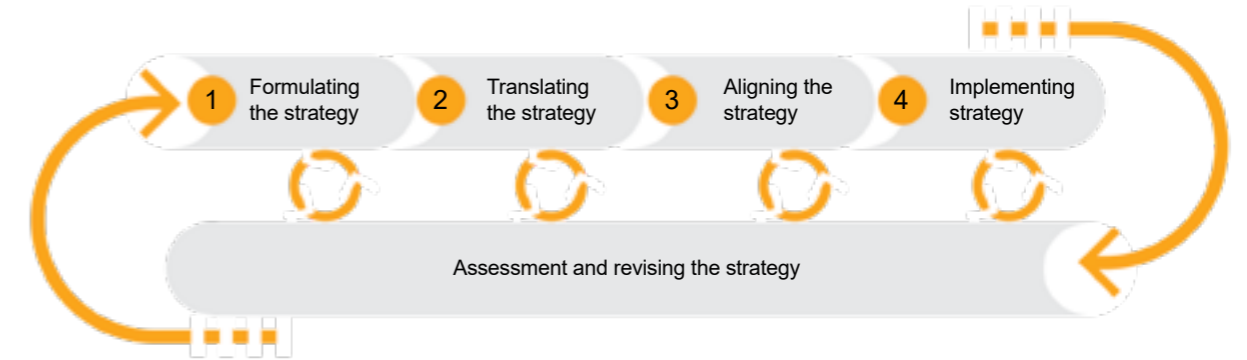 1
Formulating
the strategy
2
Translating
the strategy
3
Aligning the
strategy
4
Implementing
strategy
Assessment and revising the strategy